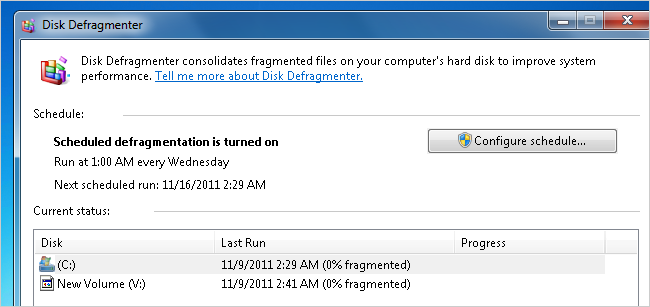 Disk Defragmenter
Disk Defragmenter consolidates fragmented files on your computer's hard disk to improve system
performance. Tell me more about Disk Defragmenter.
Schedule:
Scheduled defragmentation is turned on
Configure schedule...
Run at 1:00 AM every Wednesday
Next scheduled run: 11/16/2011 2:29 AM
Current status:
Disk Last Run Progress
(C:) 11/9/2011 2:29 AM (0% fragmented)
New Volume (V:) 11/9/2011 2:41 AM (0% fragmented)